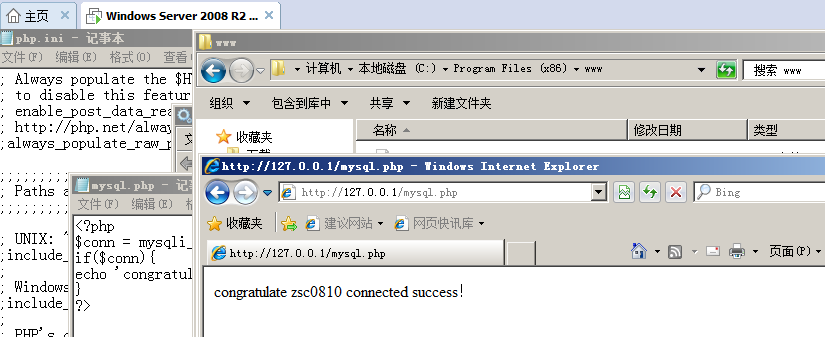 主页
Windows Server 2008 R2 ...
php.ini - 记事本
文件(F) 编辑(E) 格式(O) 查看
; Always populate the $H
; to disable this featur
; enable_post_data_rea
; http://php.net/alway
;always_populate_raw_p
;;;;;;;;;;;;;;;;
; Paths a
;;;;;;;;;
; UNIX: "
;include_
;
; Windows
;include_
;
; PHP's
mysql.php - 记
文件(F) 编辑(E) 格
<?php
$conn = mysqli_
if($conn){
echo 'congratul
}
?>
www
计算机 本地磁盘 (C:) Program Files (x86) www
搜索 www
组织 包含到库中 共享 新建文件夹
收藏夹
下载
名称 修改日期 类型
http://127.0.0.1/mysql.php - Windows Internet Explorer
http://127.0.0.1/mysql.php
Bing
收藏夹 建议网站 网页快讯库
http://127.0.0.1/mysql.php
页面(P)
congratulate zsc0810 connected success!